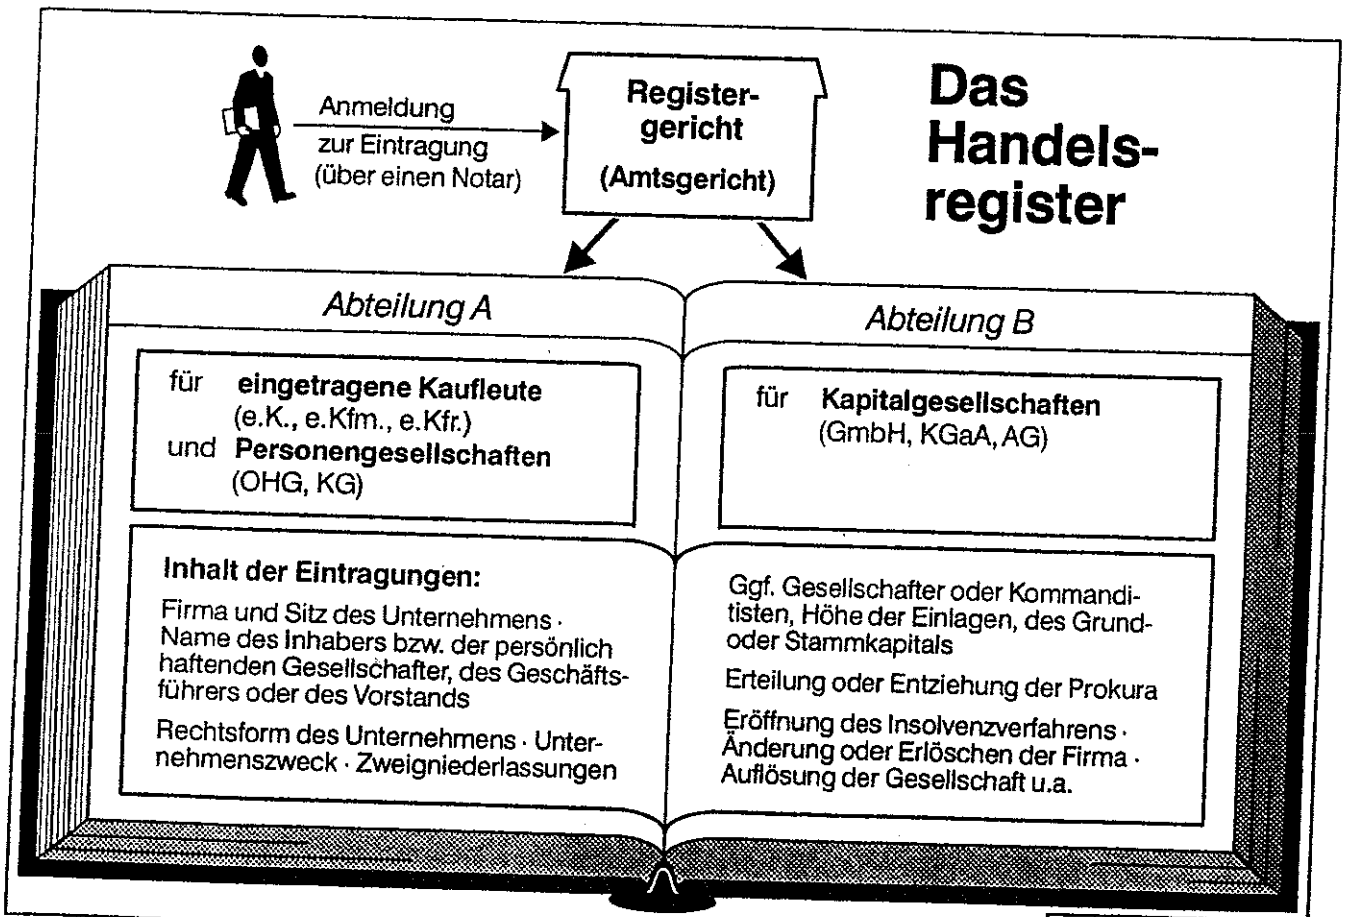 Anmeldung
zur Eintragung
(über einen Notar)
Register-
gericht
(Amtsgericht)
Das
Handels-
register
Abteilung A
für eingetragene Kaufleute
(e.K., e.Kfm., e.Kfr.)
und Personengesellschaften
(OHG, KG)
Inhalt der Eintragungen:
Firma und Sitz des Unternehmens ·
Name des Inhabers bzw. der persönlich
haftenden Gesellschafter, des Geschäfts-
führers oder des Vorstands
Rechtsform des Unternehmens · Unter-
nehmenszweck · Zweigniederlassungen
Abteilung B
für Kapitalgesellschaften
(GmbH, KGaA, AG)
Ggf. Gesellschafter oder Kommandi-
tisten, Höhe der Einlagen, des Grund-
oder Stammkapitals
Erteilung oder Entziehung der Prokura
Eröffnung des Insolvenzverfahrens ·
Änderung oder Erlöschen der Firma ·
Auflösung der Gesellschaft u.a.